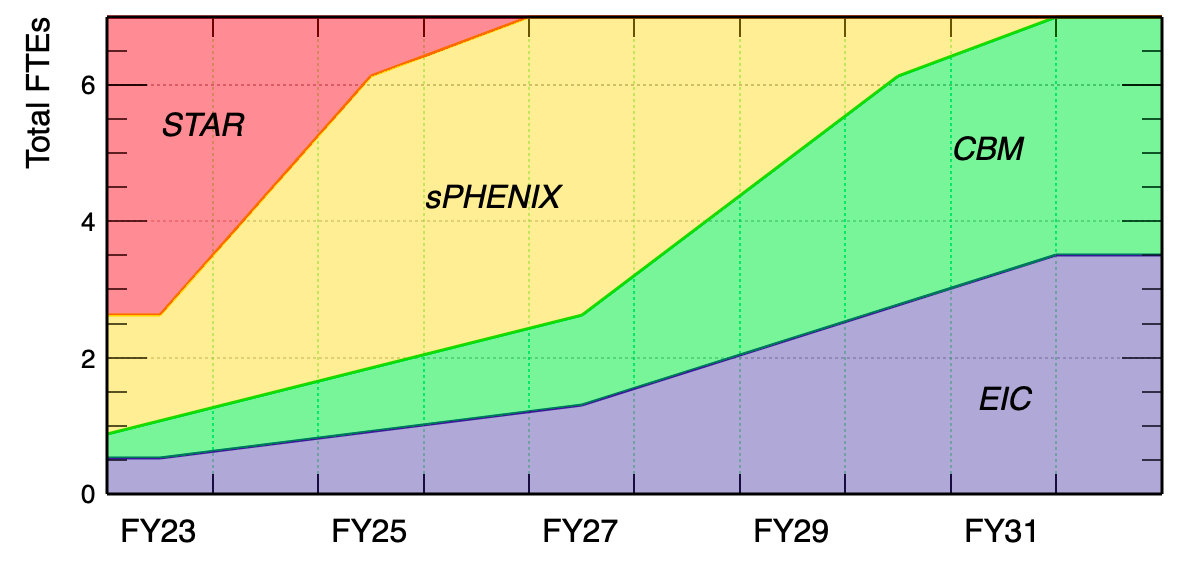 Total FTEs
6
4
2
0
STAR
sPHENIX
CBM
EIC
FY23 FY25 FY27 FY29 FY31